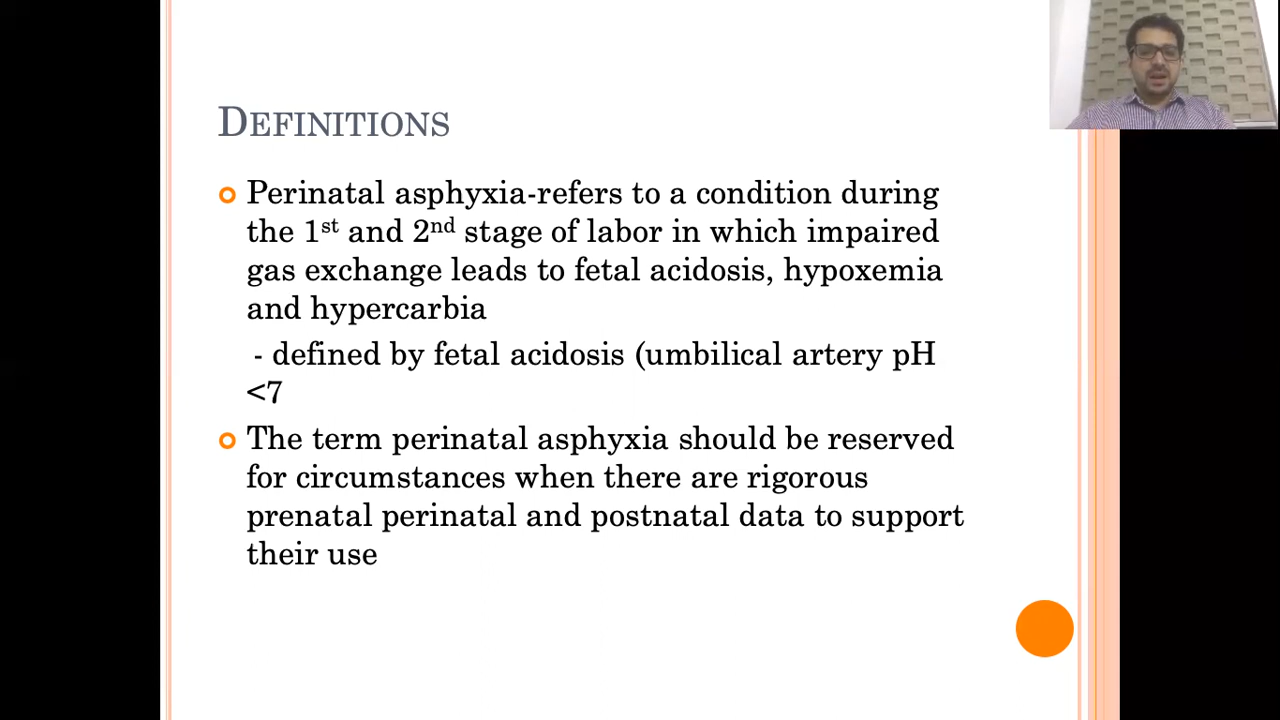 DEFINITIONS
Perinatal asphyxia-refers to a condition during
the 1st and 2nd stage of labor in which impaired
gas exchange leads to fetal acidosis, hypoxemia
and hypercarbia
- defined by fetal acidosis (umbilical artery pH
<7
The term perinatal asphyxia should be reserved
for circumstances when there are rigorous
prenatal perinatal and postnatal data to support
their use